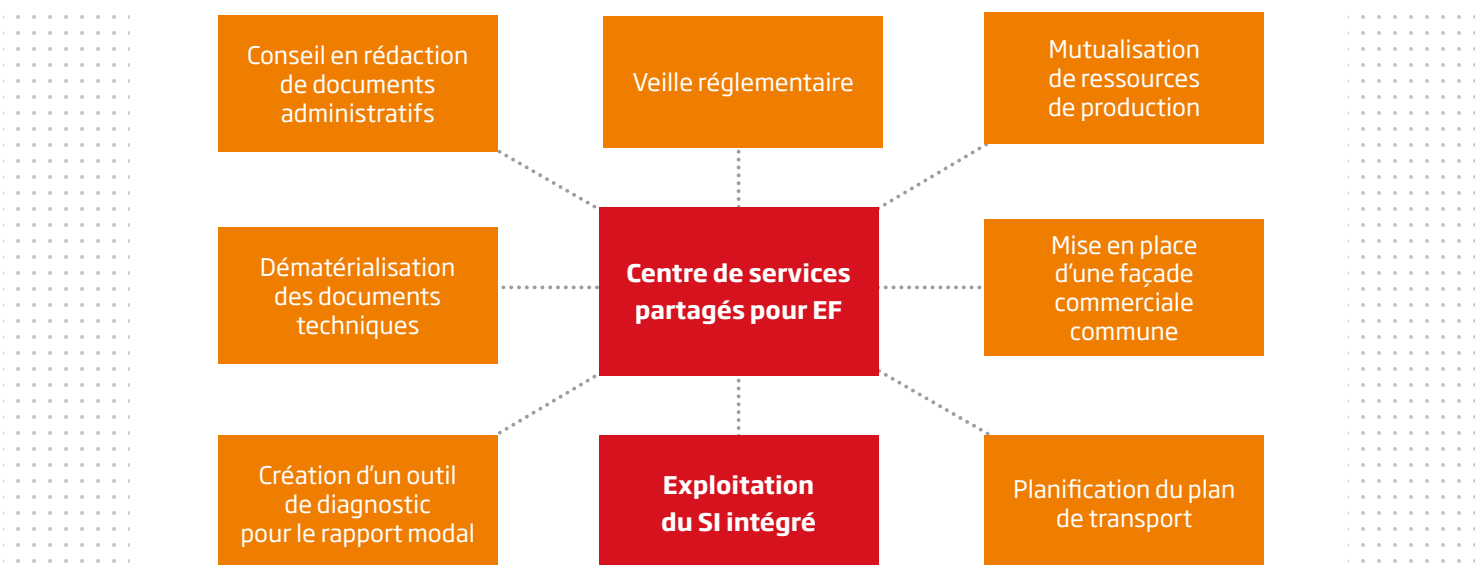 Conseil en rédaction
de documents
administratifs
Veille réglementaire
Mutualisation
de ressources
de production
Dématérialisation
des documents
techniques
Centre de services
partagés pour EF
Mise en place
d'une façade
commerciale
commune
Création d'un outil
de diagnostic
pour le rapport modal
Exploitation
du SI intégré
Planification du plan
de transport